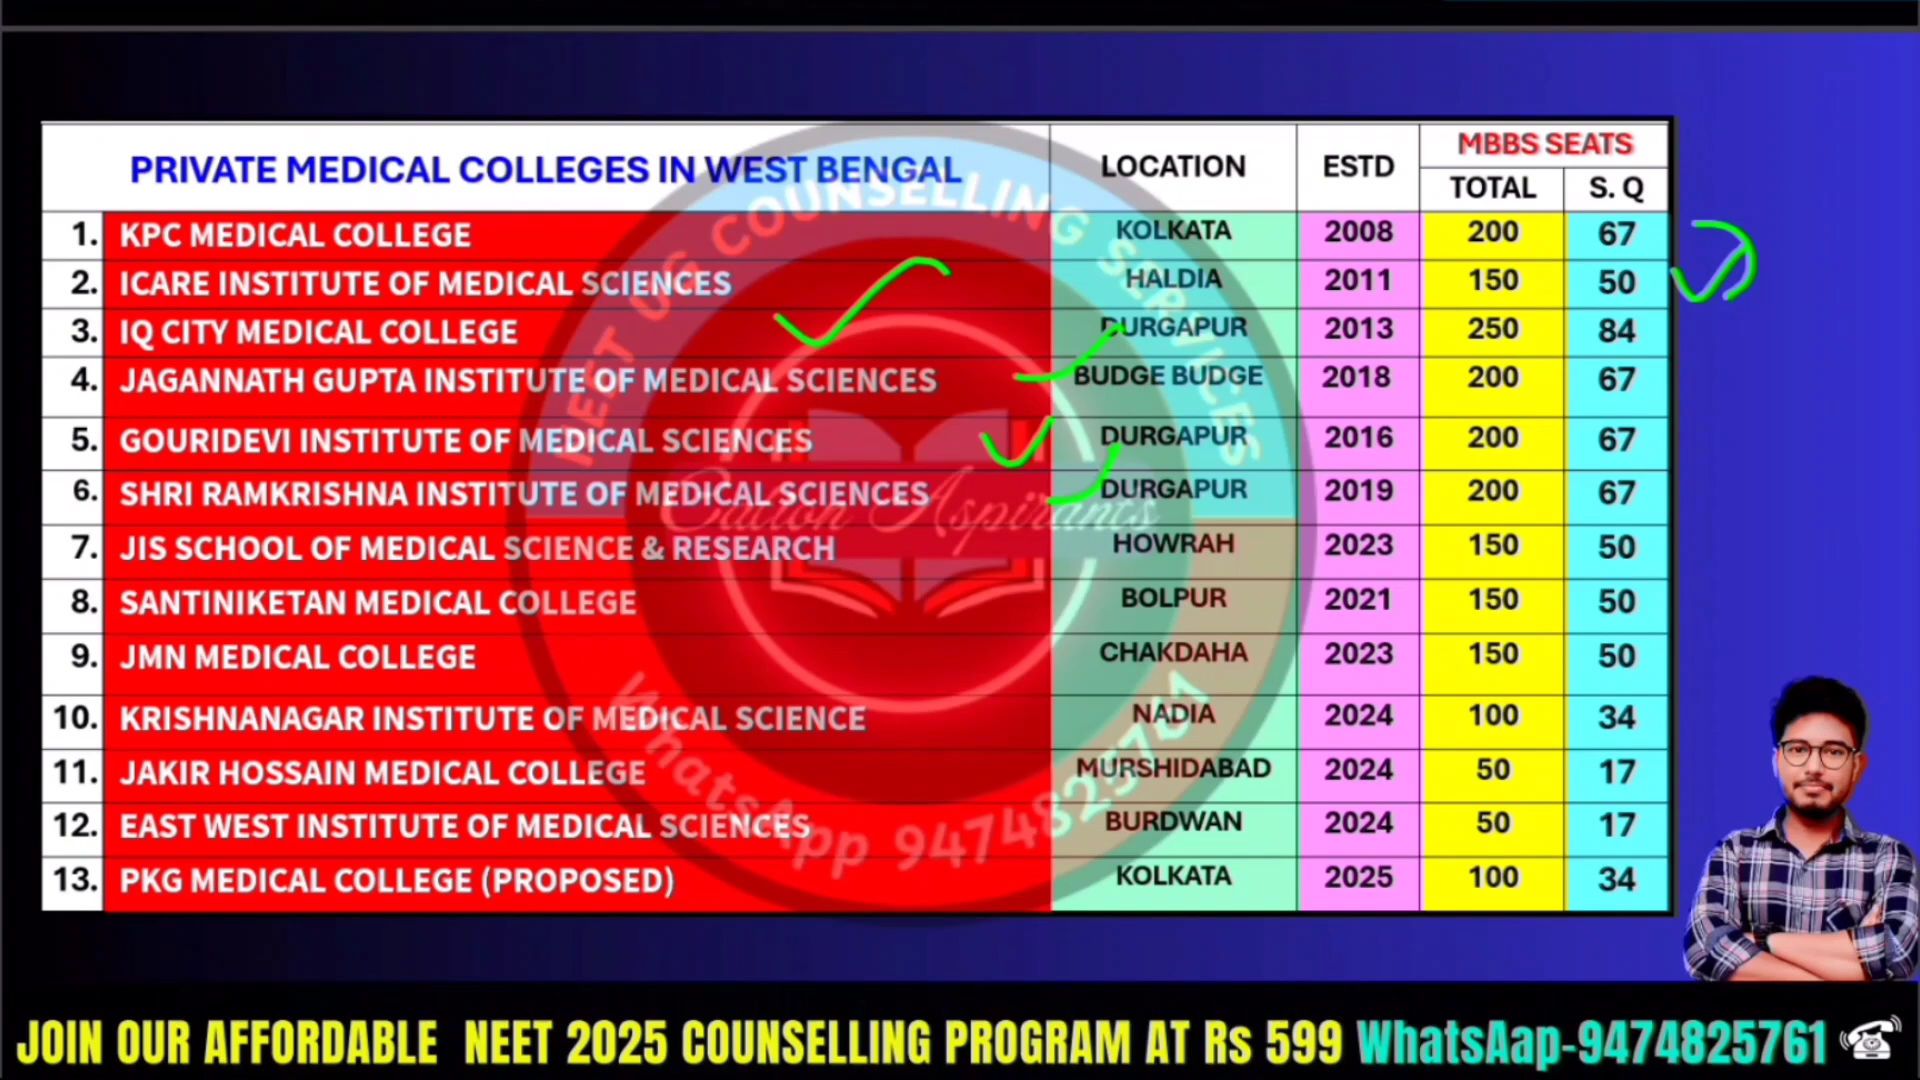 PRIVATE MEDICAL COLLEGES IN WEST BENGAL LOCATION ESTD MBBS SEATS
TOTAL S. Q
1. KPC MEDICAL COLLEGE KOLKATA 2008 200 67
2. ICARE INSTITUTE OF MEDICAL SCIENCES HALDIA 2011 150 50
3. IQ CITY MEDICAL COLLEGE DURGAPUR 2013 250 84
4. JAGANNATH GUPTA INSTITUTE OF MEDICAL SCIENCES BUDGE BUDGE 2018 200 67
5. GOURIDEVI INSTITUTE OF MEDICAL SCIENCES DURGAPUR 2016 200 67
6. SHRI RAMKRISHNA INSTITUTE OF MEDICAL SCIENCES DURGAPUR 2019 200 67
7. JIS SCHOOL OF MEDICAL SCIENCE & RESEARCH HOWRAH 2023 150 50
8. SANTINIKETAN MEDICAL COLLEGE BOLPUR 2021 150 50
9. JMN MEDICAL COLLEGE CHAKDAHA 2023 150 50
10. KRISHNANAGAR INSTITUTE OF MEDICAL SCIENCE NADIA 2024 100 34
11. JAKIR HOSSAIN MEDICAL COLLEGE MURSHIDABAD 2024 50 17
12. EAST WEST INSTITUTE OF MEDICAL SCIENCES BURDWAN 2024 50 17
13. PKG MEDICAL COLLEGE (PROPOSED) KOLKATA 2025 100 34
NEET UG COUNSELLING SERVICES
Aspirants
WhatsApp 9474825761
JOIN OUR AFFORDABLE NEET 2025 COUNSELLING PROGRAM AT Rs 599 WhatsAap-9474825761